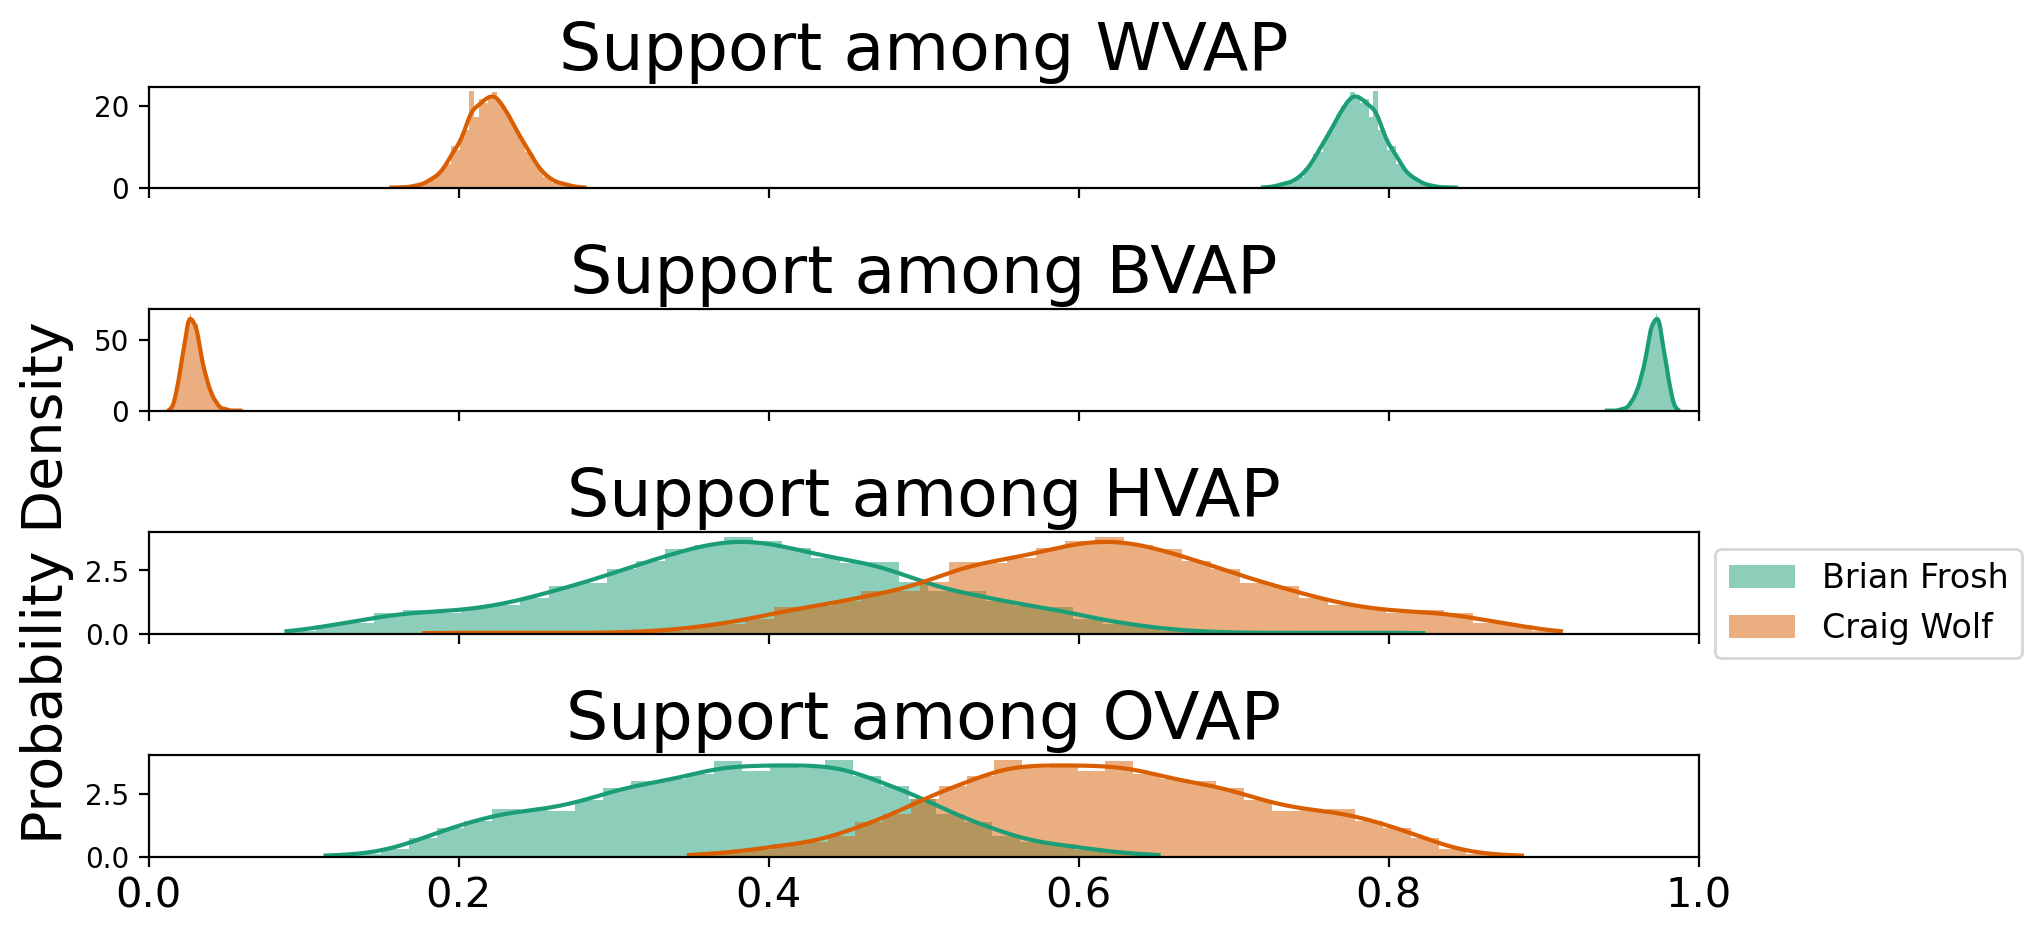 Support among WVAP
20
0
Support among BVAP
50
0
Probability Density
Support among HVAP
2.5
0.0
Brian Frosh
Craig Wolf
Support among OVAP
2.5
0.0
0.0 0.2 0.4 0.6 0.8 1.0